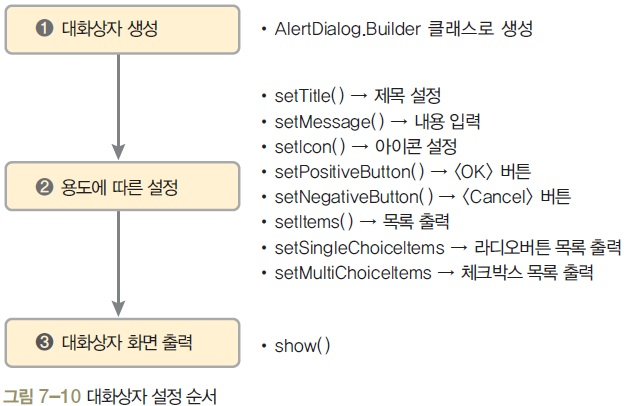 ❶ 대화상자 생성
• AlertDialog.Builder 클래스로 생성
• setTitle( ) → 제목 설정
• setMessage( ) → 내용 입력
• setIcon( ) → 아이콘 설정
• setPositiveButton( ) → 〈OK〉 버튼
❷ 용도에 따른 설정
• setNegativeButton( ) → 〈Cancel〉 버튼
• setItems( ) → 목록 출력
• setSingleChoiceItems → 라디오버튼 목록 출력
• setMultiChoiceItems → 체크박스 목록 출력
❸ 대화상자 화면 출력
• show( )
그림 7-10 대화상자 설정 순서